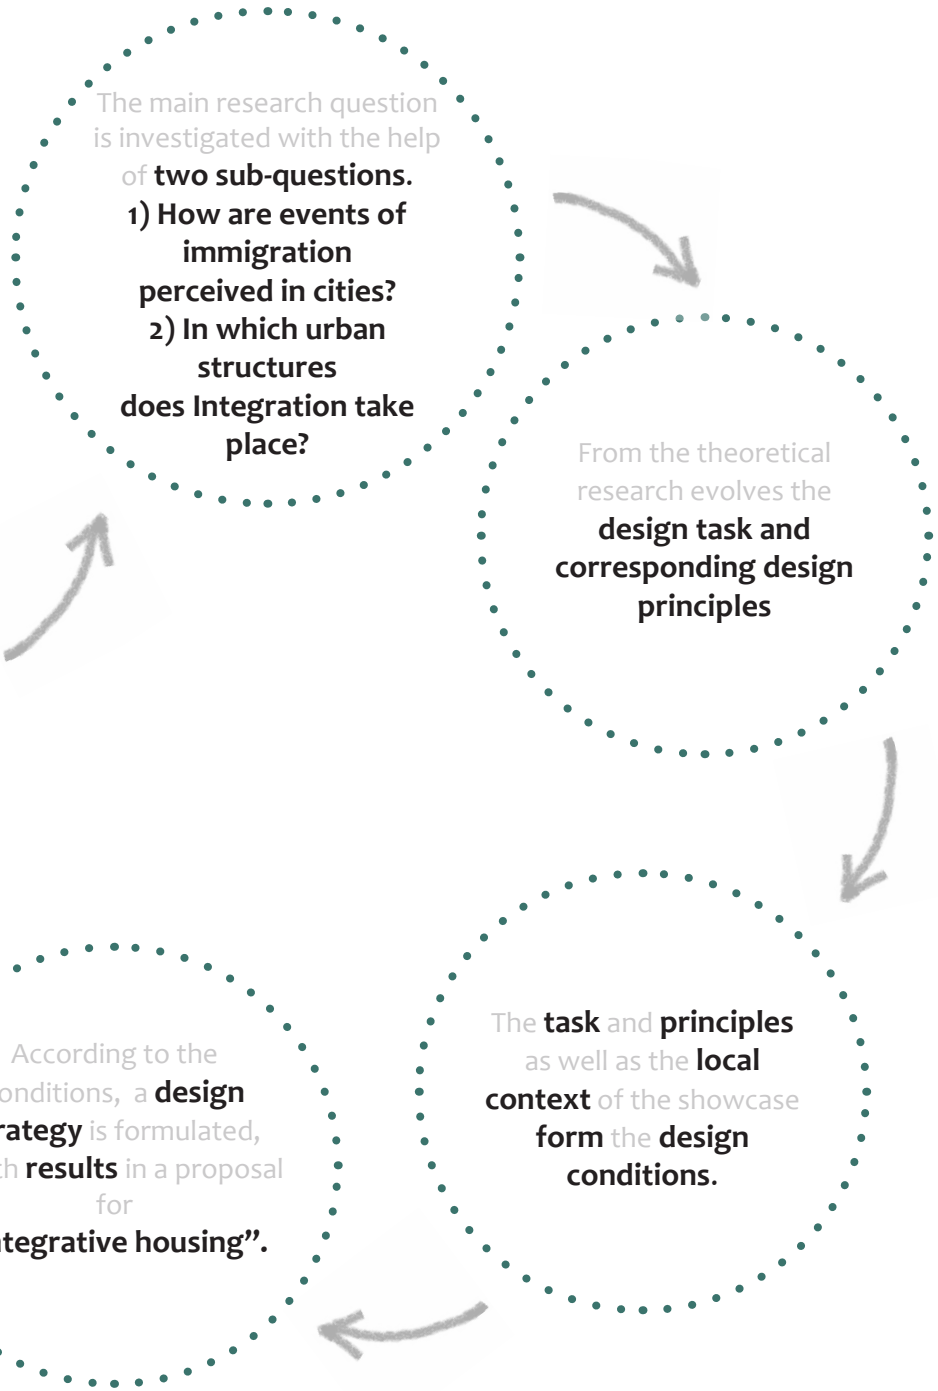 The main research question
is investigated with the help
of two sub-questions.
1) How are events of
immigration
perceived in cities?
2) In which urban
structures
does Integration take
place?
From the theoretical
research evolves the
design task and
corresponding design
principles
The task and principles
as well as the local
context of the showcase
form the design
conditions.
According to the
onditions, a design
rategy is formulated,
h results in a proposal
for
tegrative housing”.